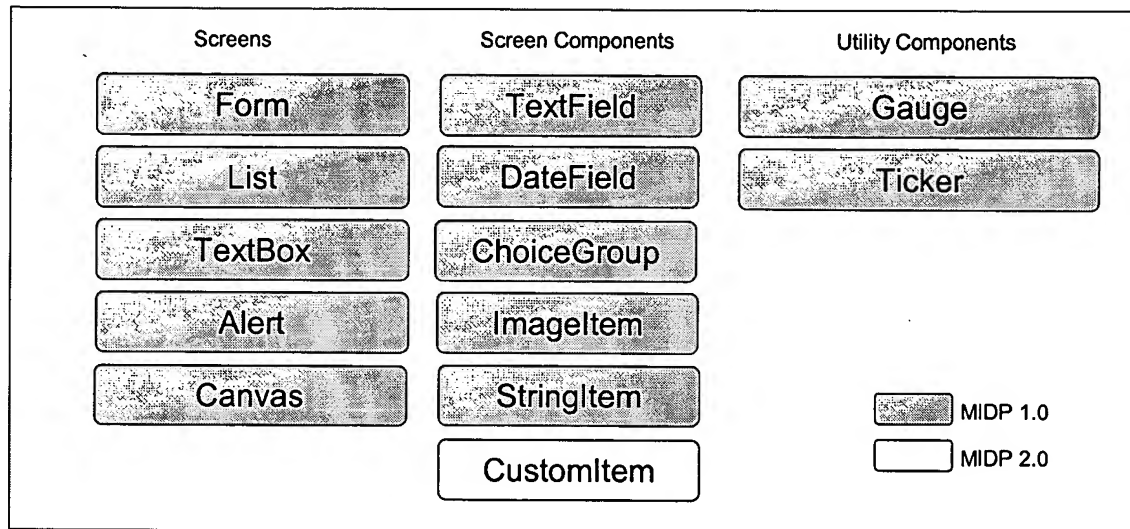 Screens
Form
List
TextBox
Alert
Canvas
Screen Components
TextField
DateField
ChoiceGroup
ImageItem
StringItem
CustomItem
Utility Components
Gauge
Ticker
MIDP 1.0
MIDP 2.0